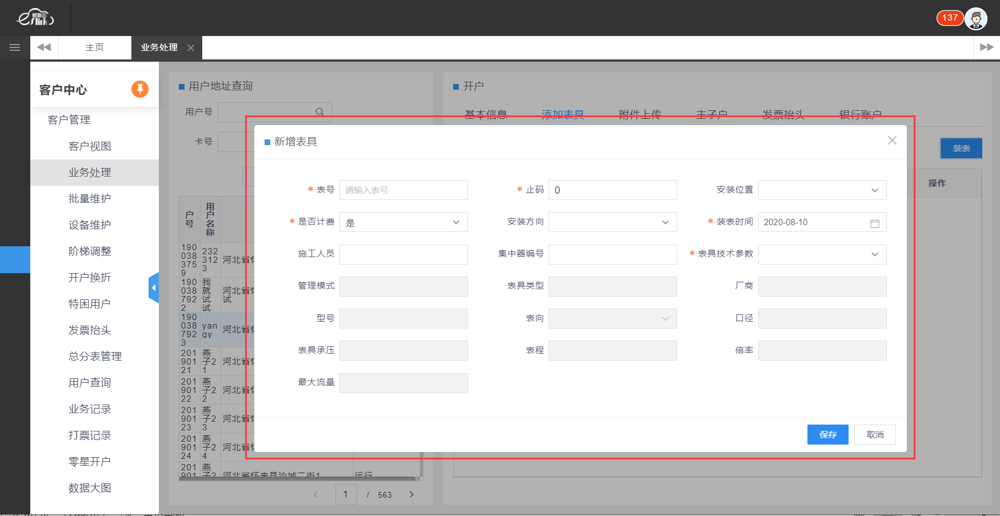 易联云
eslink
137
主页
业务处理
客户中心
客户管理
客户视图
业务处理
批量维护
设备维护
阶梯调整
开户换折
特困用户
发票抬头
总分表管理
用户查询
业务记录
打票记录
零星开户
数据大图
用户地址查询
用户号
卡号
户号 用户名称
1900383759 2323123 河北省怀
1900387922 我就试试 河北省怀 试
1900387923 yangy 河北省怀
20190121 燕子21 河北省怀
20190122 燕子22 河北省怀
20190123 燕子23 河北省怀
20190124 燕子24 河北省怀
201901 燕子2 河北省怀来县沙城二街1 运行
1 / 563
开户
基本信息 添加表具 附件上传 主子户 发票抬头 银行账户
装表
操作
新增表具
* 表号 请输入表号 * 止码 0 安装位置
* 是否计费 是 安装方向 * 装表时间 2020-08-10
施工人员 集中器编号 * 表具技术参数
管理模式 表具类型 厂商
型号 表向 口径
表具承压 表程 倍率
最大流量
保存 取消